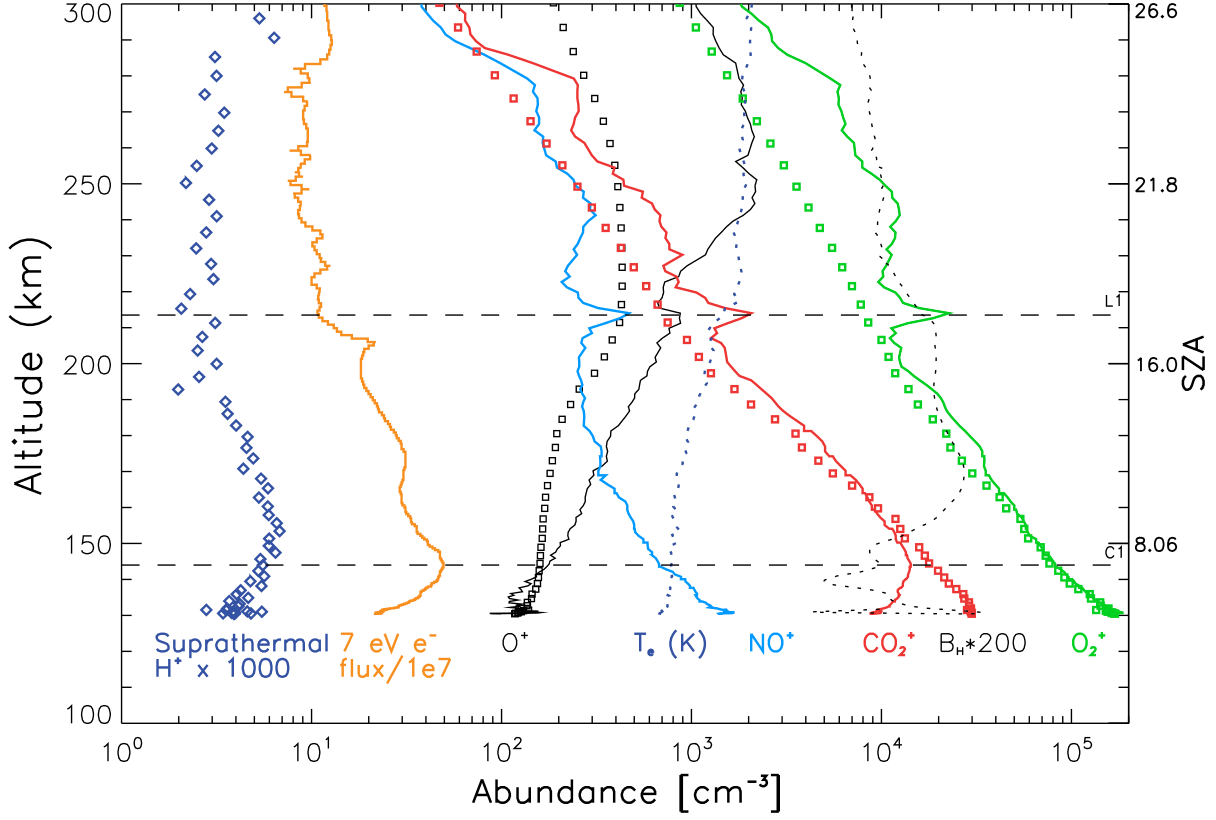 300
26.6
250
21.8
L1
200
16.0
150
8.06
C1
100
Altitude (km)
SZA
Suprathermal
H⁺ x 1000
7 eV e⁻
flux/1e7
O⁺
Tₑ (K)
NO⁺
CO₂⁺
B_H*200
O₂⁺
10⁰ 10¹ 10² 10³ 10⁴ 10⁵
Abundance [cm⁻³]